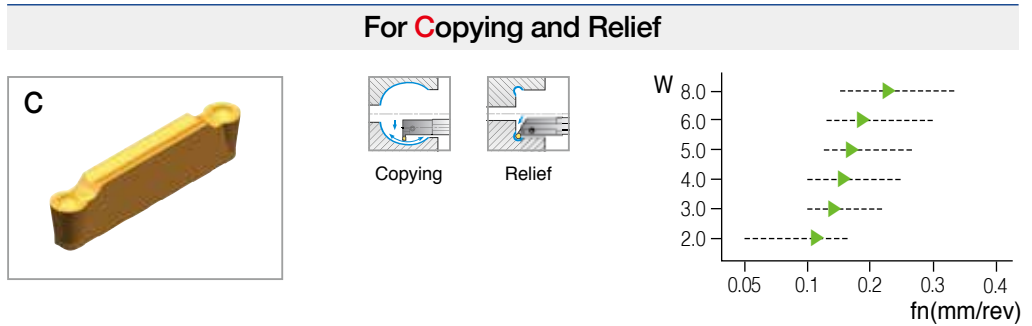 For Copying and Relief
C
Copying
Relief
W
8.0
6.0
5.0
4.0
3.0
2.0
0.05 0.1 0.2 0.3 0.4
fn(mm/rev)